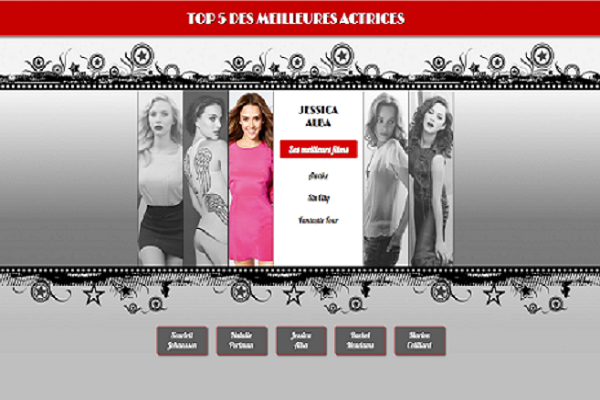 TOP 5 DES MEILLEURES ACTRICES
JESSICA
ALBA
Ses meilleurs films
Awake
Sin City
Fantastic Four
Scarlett
Johansson
Natalie
Portman
Jessica
Alba
Rachel
Mcadams
Marion
Cotillard